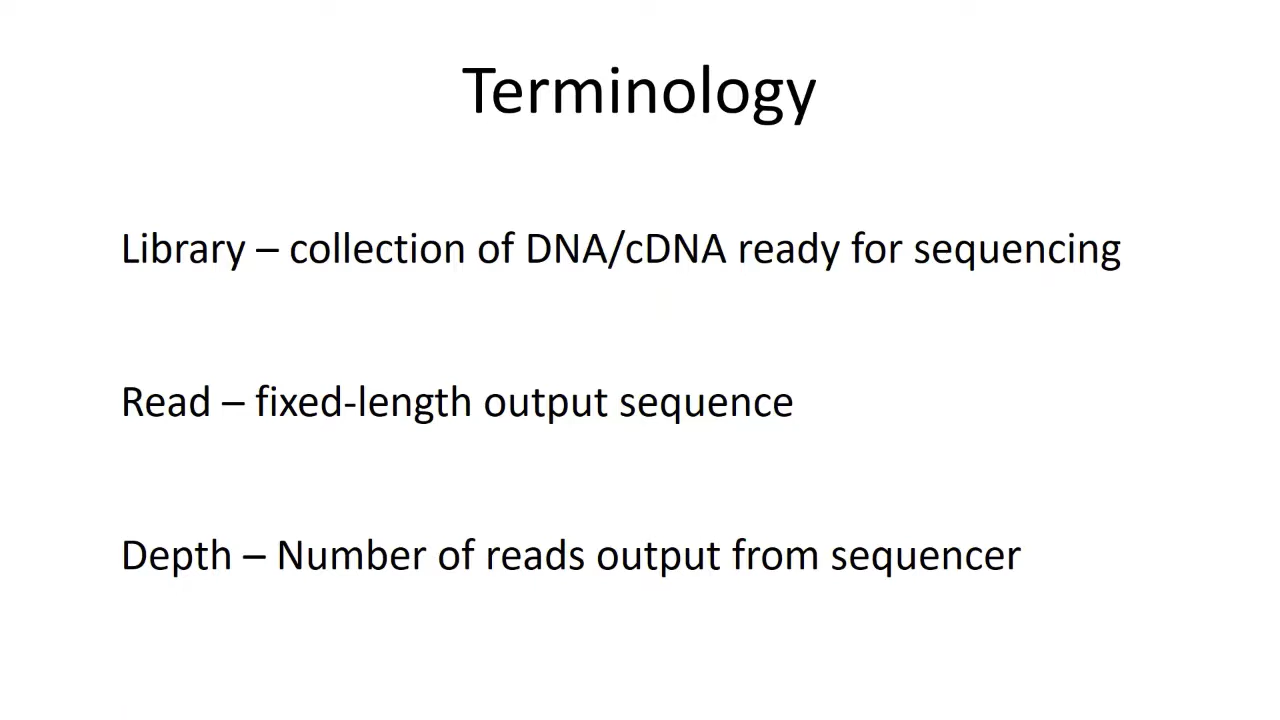 Terminology
Library – collection of DNA/cDNA ready for sequencing
Read – fixed-length output sequence
Depth – Number of reads output from sequencer